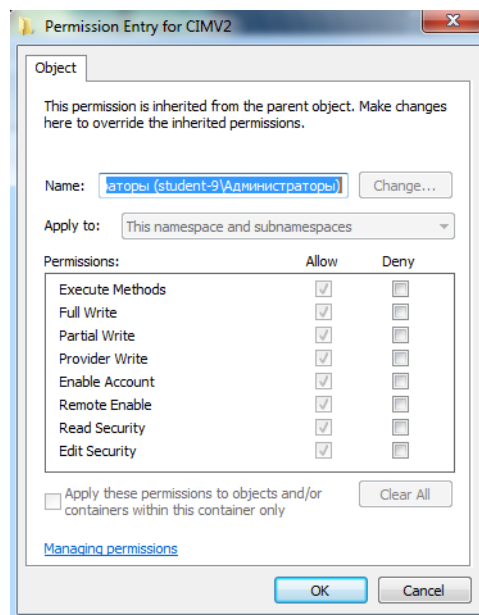 Permission Entry for CIMV2
Object
This permission is inherited from the parent object. Make changes
here to override the inherited permissions.
Name: аторы (student-9\Администраторы) Change...
Apply to: This namespace and subnamespaces
Permissions: Allow Deny
Execute Methods
Full Write
Partial Write
Provider Write
Enable Account
Remote Enable
Read Security
Edit Security
Apply these permissions to objects and/or Clear All
containers within this container only
Managing permissions
OK Cancel